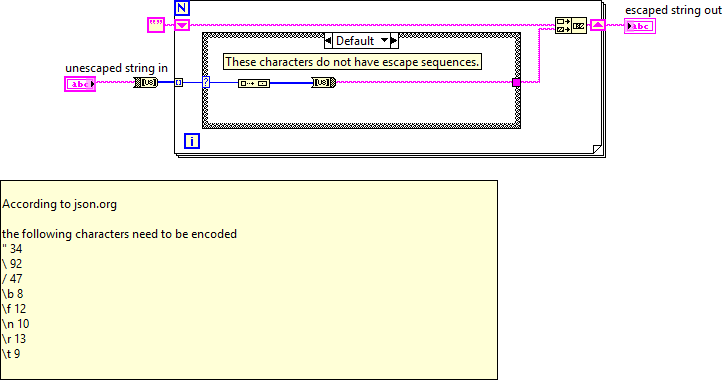 escaped string out
N
""
abc
Default
These characters do not have escape sequences.
unescaped string in
abc
[U8]
[]
?
[U8]
i
According to json.org
the following characters need to be encoded
" 34
\ 92
/ 47
\b 8
\f 12
\n 10
\r 13
\t 9